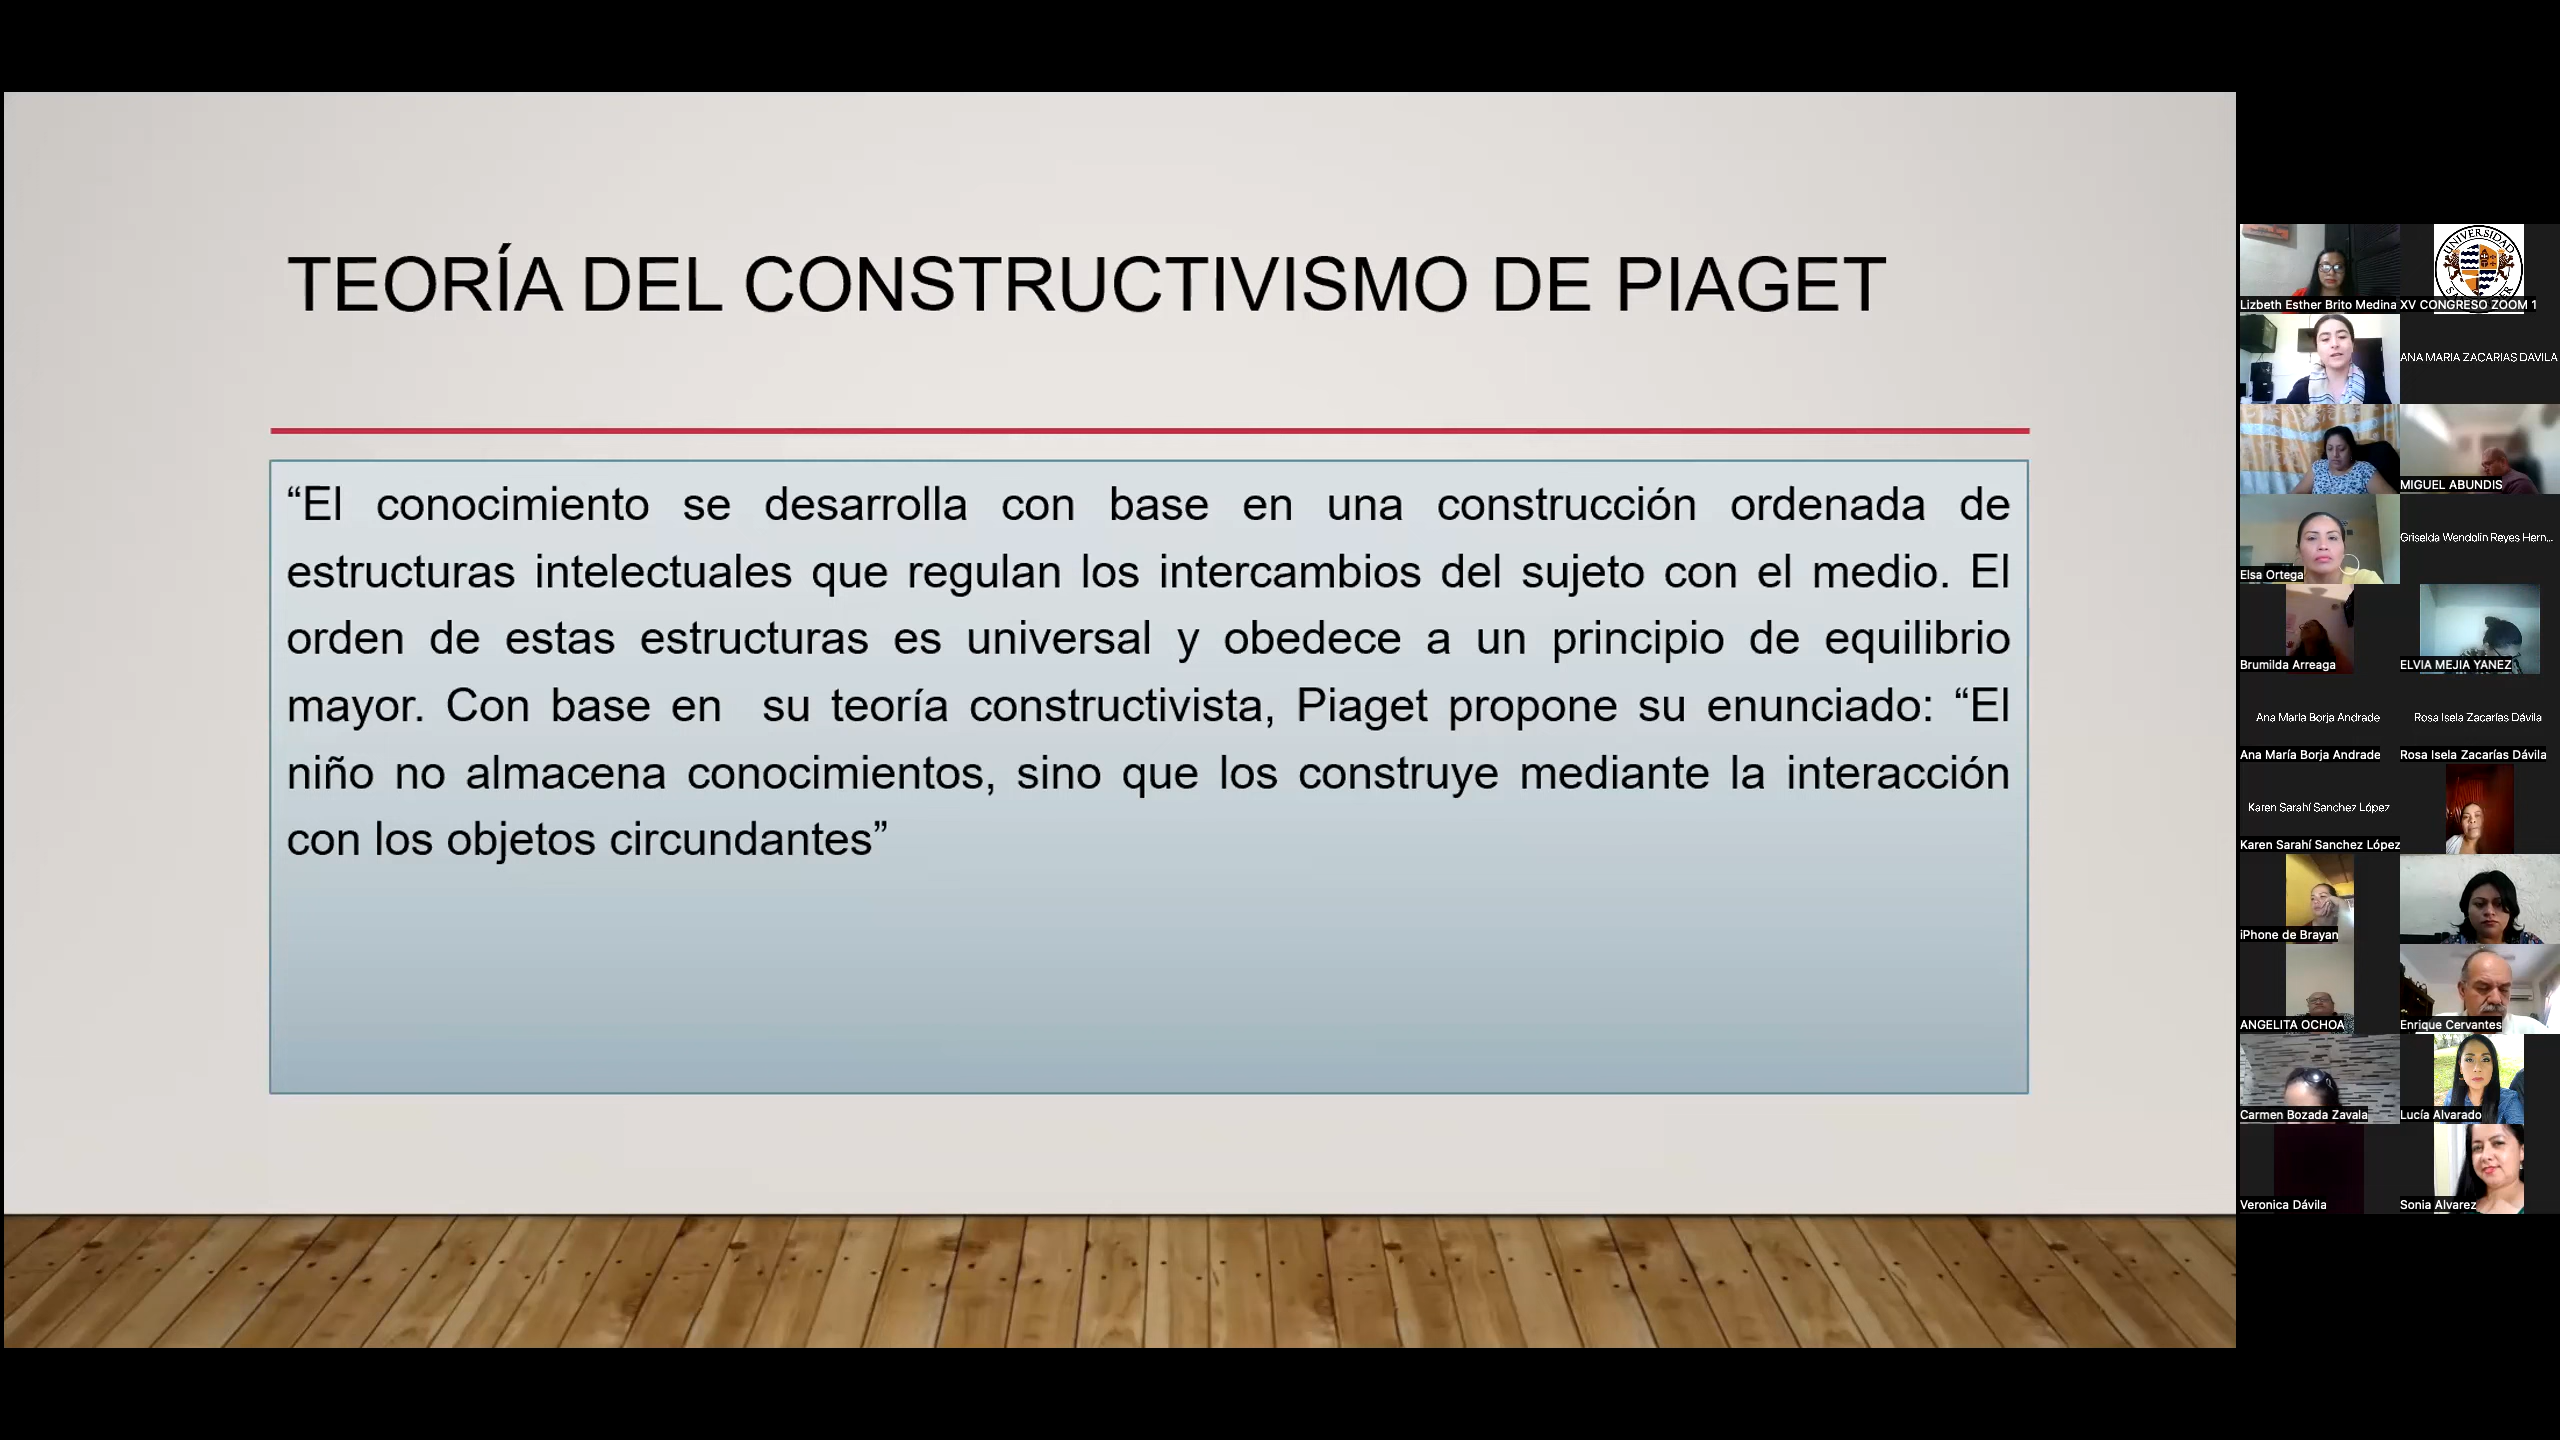 TEORÍA DEL CONSTRUCTIVISMO DE PIAGET
“El conocimiento se desarrolla con base en una construcción ordenada de
estructuras intelectuales que regulan los intercambios del sujeto con el medio. El
orden de estas estructuras es universal y obedece a un principio de equilibrio
mayor. Con base en su teoría constructivista, Piaget propone su enunciado: “El
niño no almacena conocimientos, sino que los construye mediante la interacción
con los objetos circundantes”
UNIVERSIDAD
Lizbeth Esther Brito Medina
XV CONGRESO ZOOM 1
ANA MARIA ZACARIAS DAVILA
MIGUEL ABUNDIS
Elsa Ortega
Griselda Wendolin Reyes Hern...
Brumilda Arreaga
ELVIA MEJIA YANEZ
Ana María Borja Andrade
Rosa Isela Zacarías Dávila
Ana María Borja Andrade
Rosa Isela Zacarías Dávila
Karen Sarahí Sanchez López
Karen Sarahí Sanchez López
iPhone de Brayan
ANGELITA OCHOA
Enrique Cervantes
Carmen Bozada Zavala
Lucía Alvarado
Veronica Dávila
Sonia Alvarez